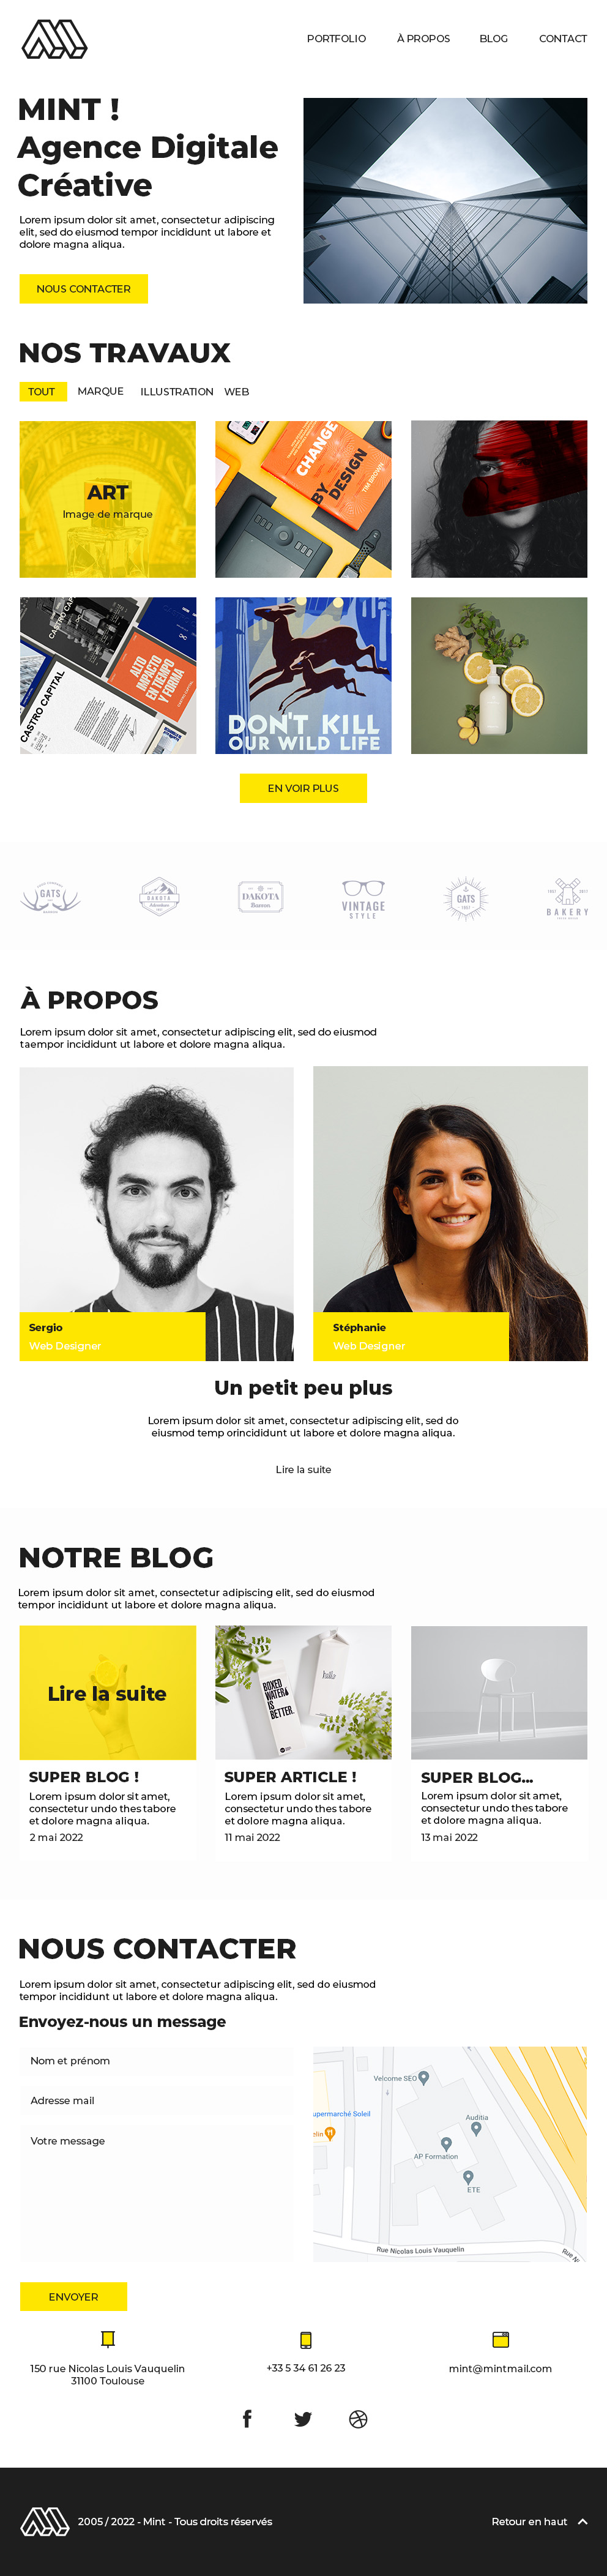 PORTFOLIO À PROPOS BLOG CONTACT
MINT !
Agence Digitale
Créative
Lorem ipsum dolor sit amet, consectetur adipiscing
elit, sed do eiusmod tempor incididunt ut labore et
dolore magna aliqua.
NOUS CONTACTER
NOS TRAVAUX
TOUT MARQUE ILLUSTRATION WEB
ART
Image de marque
CHANGE
BY
DESIGN
TIM BROWN
CASTRO CAPITAL
CASTRO CAPITAL
ALTO
IMPACTO
EN TIEMPO
Y FORMA
DON'T KILL
OUR WILD LIFE
EN VOIR PLUS
GATS
DAKOTA
DAKOTA
VINTAGE
STYLE
GATS
BAKERY
À PROPOS
Lorem ipsum dolor sit amet, consectetur adipiscing elit, sed do eiusmod
taempor incididunt ut labore et dolore magna aliqua.
Sergio
Web Designer
Stéphanie
Web Designer
Un petit peu plus
Lorem ipsum dolor sit amet, consectetur adipiscing elit, sed do
eiusmod temp orincididunt ut labore et dolore magna aliqua.
Lire la suite
NOTRE BLOG
Lorem ipsum dolor sit amet, consectetur adipiscing elit, sed do eiusmod
tempor incididunt ut labore et dolore magna aliqua.
Lire la suite
BOXED
WATER
IS
BETTER
SUPER BLOG !
Lorem ipsum dolor sit amet,
consectetur undo thes tabore
et dolore magna aliqua.
2 mai 2022
SUPER ARTICLE !
Lorem ipsum dolor sit amet,
consectetur undo thes tabore
et dolore magna aliqua.
11 mai 2022
SUPER BLOG...
Lorem ipsum dolor sit amet,
consectetur undo thes tabore
et dolore magna aliqua.
13 mai 2022
NOUS CONTACTER
Lorem ipsum dolor sit amet, consectetur adipiscing elit, sed do eiusmod
tempor incididunt ut labore et dolore magna aliqua.
Envoyez-nous un message
Nom et prénom
Adresse mail
Votre message
Velcome SEO
upermarché Soleil
Auditia
elin
AP Formation
ETE
Rue Nicolas Louis Vauquelin
Rue N
ENVOYER
150 rue Nicolas Louis Vauquelin
31100 Toulouse
+33 5 34 61 26 23
mint@mintmail.com
2005 / 2022 - Mint - Tous droits réservés
Retour en haut